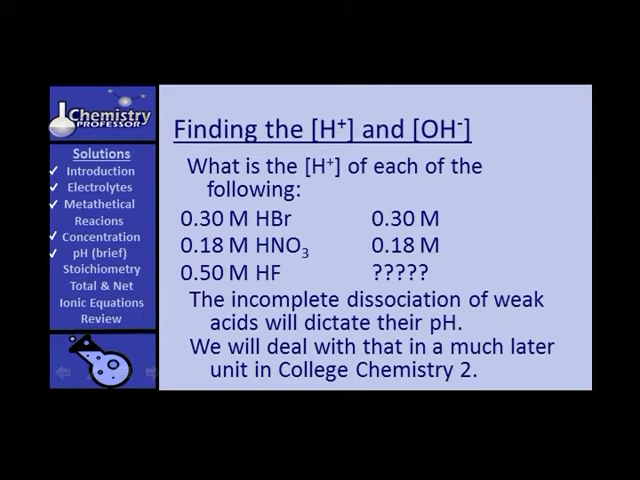 Chemistry
PROFESSOR
Solutions
✓ Introduction
✓ Electrolytes
✓ Metathetical
Reacions
✓ Concentration
✓ pH (brief)
Stoichiometry
Total & Net
Ionic Equations
Review
Finding the [H⁺] and [OH⁻]
What is the [H⁺] of each of the
following:
0.30 M HBr 0.30 M
0.18 M HNO₃ 0.18 M
0.50 M HF ?????
The incomplete dissociation of weak
acids will dictate their pH.
We will deal with that in a much later
unit in College Chemistry 2.